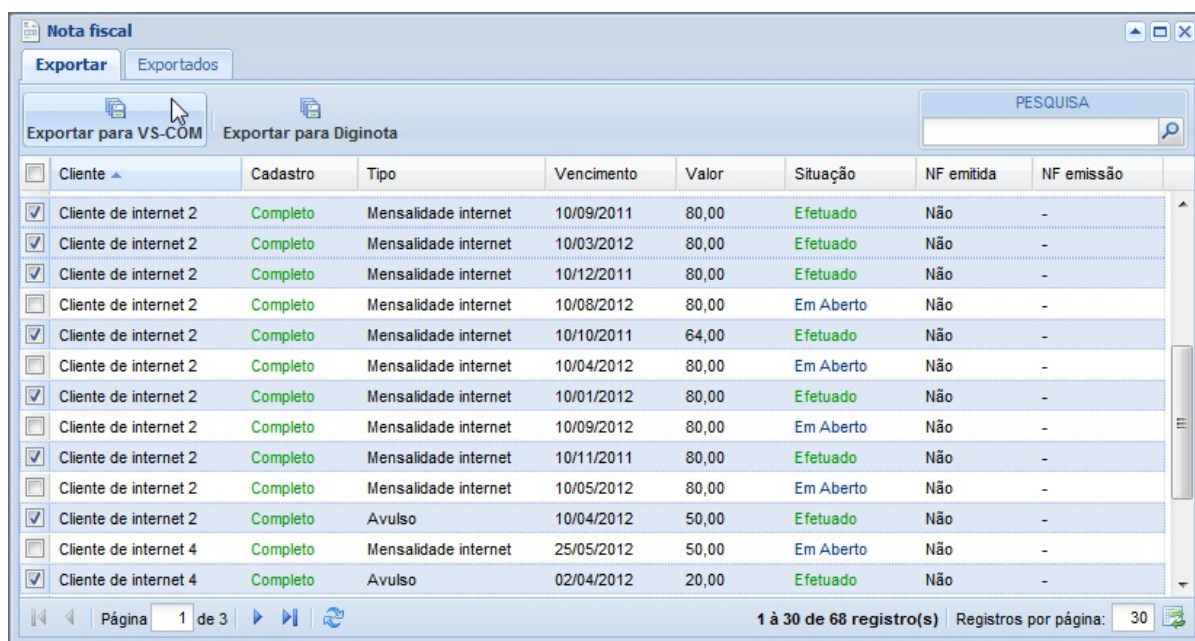 Nota fiscal
Exportar Exportados
Exportar para VS-COM Exportar para Diginota PESQUISA
Cliente Cadastro Tipo Vencimento Valor Situação NF emitida NF emissão
Cliente de internet 2 Completo Mensalidade internet 10/09/2011 80,00 Efetuado Não -
Cliente de internet 2 Completo Mensalidade internet 10/03/2012 80,00 Efetuado Não -
Cliente de internet 2 Completo Mensalidade internet 10/12/2011 80,00 Efetuado Não -
Cliente de internet 2 Completo Mensalidade internet 10/08/2012 80,00 Em Aberto Não -
Cliente de internet 2 Completo Mensalidade internet 10/10/2011 64,00 Efetuado Não -
Cliente de internet 2 Completo Mensalidade internet 10/04/2012 80,00 Em Aberto Não -
Cliente de internet 2 Completo Mensalidade internet 10/01/2012 80,00 Efetuado Não -
Cliente de internet 2 Completo Mensalidade internet 10/09/2012 80,00 Em Aberto Não -
Cliente de internet 2 Completo Mensalidade internet 10/11/2011 80,00 Efetuado Não -
Cliente de internet 2 Completo Mensalidade internet 10/05/2012 80,00 Em Aberto Não -
Cliente de internet 2 Completo Avulso 10/04/2012 50,00 Efetuado Não -
Cliente de internet 4 Completo Mensalidade internet 25/05/2012 50,00 Em Aberto Não -
Cliente de internet 4 Completo Avulso 02/04/2012 20,00 Efetuado Não -
Página 1 de 3 1 à 30 de 68 registro(s) Registros por página: 30